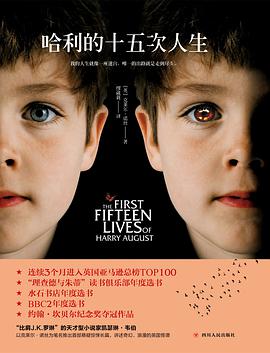 哈利的十五次人生
我的人生就像一座迷宫，唯一的出路就是走到尽头。
THE
FIRST
FIFTEEN
LIVES
OF
HARRY AUGUST
★ 连续3个月进入英国亚马逊总榜TOP100
★ “理查德与朱蒂”读书俱乐部年度选书
★ 水石书店年度选书
★ BBC2年度选书
★ 约翰·坎贝尔纪念奖夺冠作品
“比肩J.K.罗琳”的天才型小说家凯瑟琳·韦伯
四川人民出版社